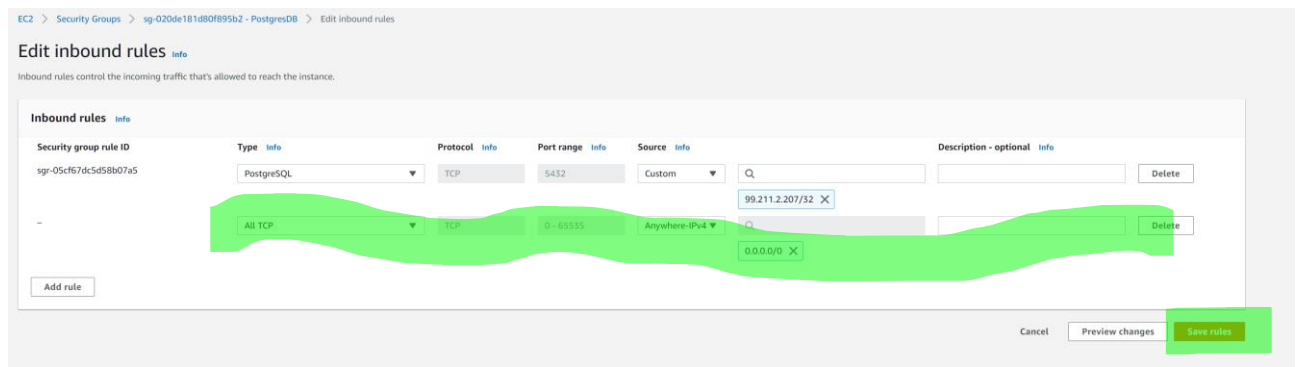 EC2 > Security Groups > sg-020de181d80f895b2 - PostgresDB > Edit inbound rules
Edit inbound rules Info
Inbound rules control the incoming traffic that's allowed to reach the instance.
Inbound rules Info
Security group rule ID Type Info Protocol Info Port range Info Source Info Description - optional Info
sgr-05cf67dc5d58b07a5 PostgreSQL TCP 5432 Custom Delete
99.211.2.207/32
– All TCP TCP 0 - 65535 Anywhere-IPv4 Delete
0.0.0.0/0
Add rule
Cancel Preview changes Save rules